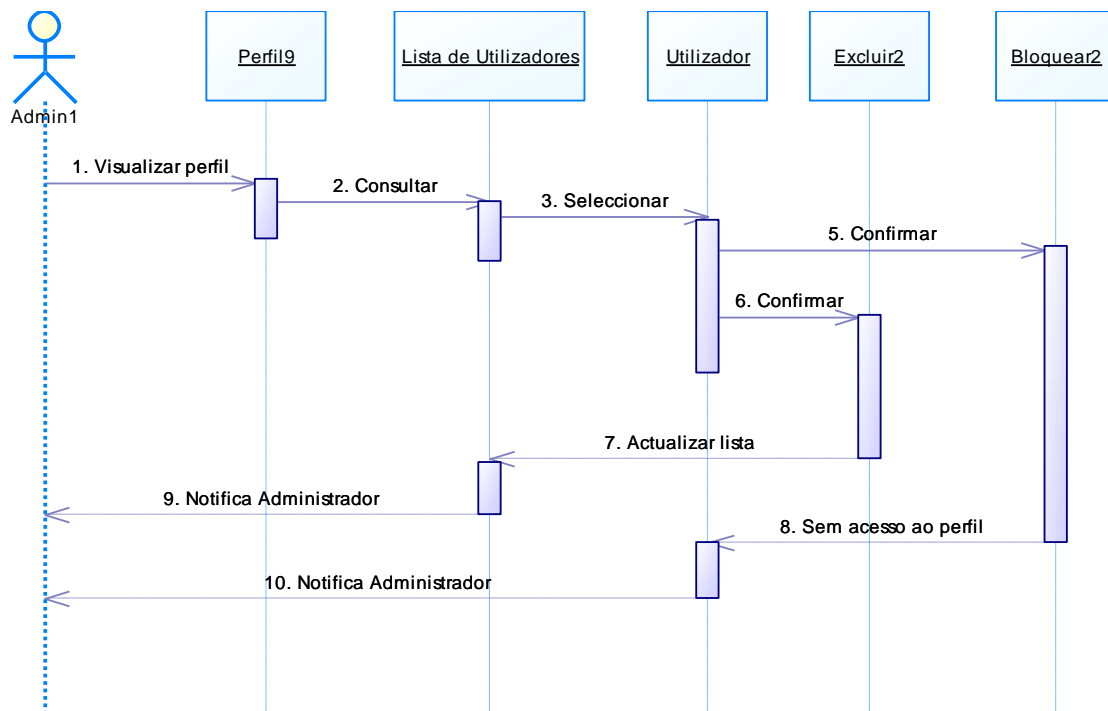 Perfil9
Lista de Utilizadores
Utilizador
Excluir2
Bloquear2
Admin1
1. Visualizar perfil
2. Consultar
3. Seleccionar
5. Confirmar
6. Confirmar
7. Actualizar lista
9. Notifica Administrador
8. Sem acesso ao perfil
10. Notifica Administrador